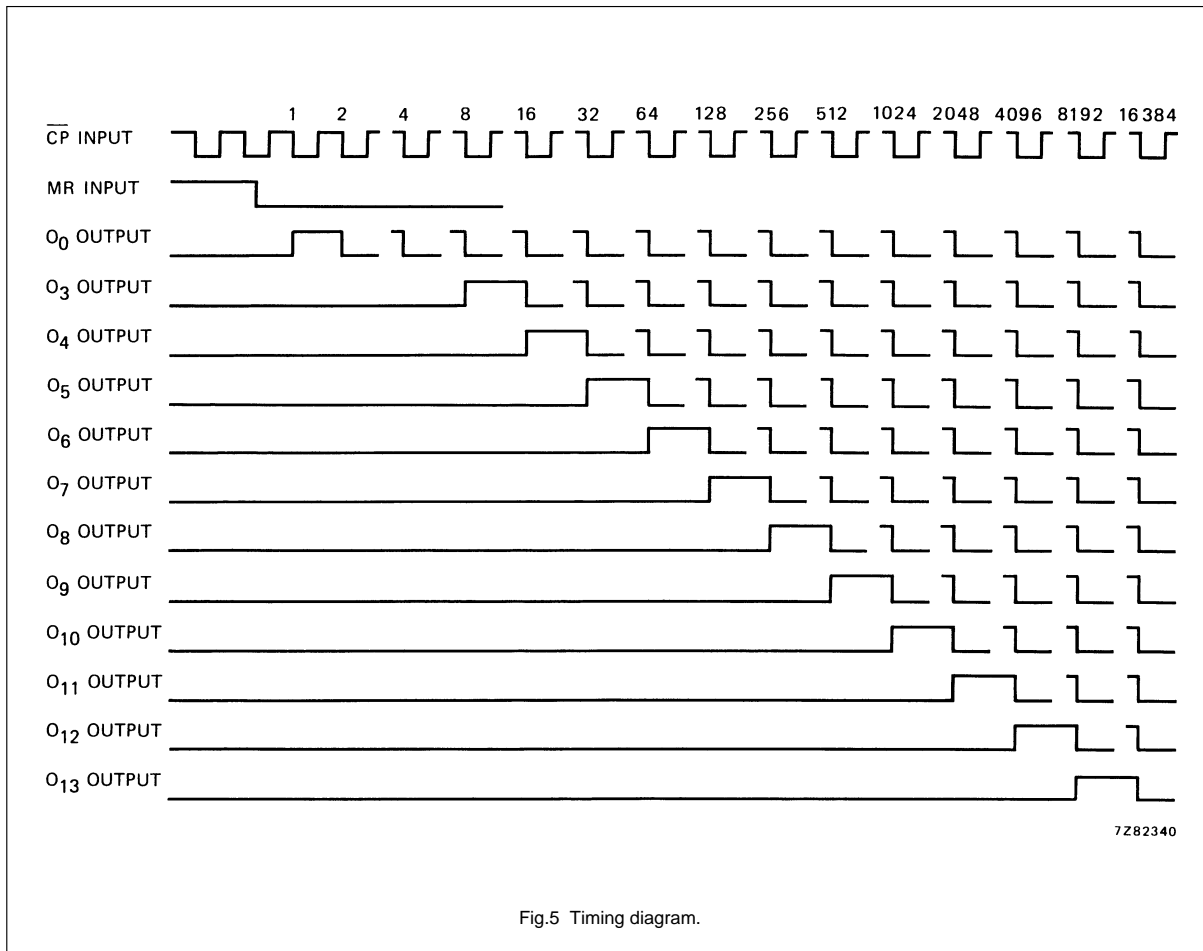 1 2 4 8 16 32 64 128 256 512 1024 2048 4096 8192 16 384
CP INPUT
MR INPUT
O0 OUTPUT
O3 OUTPUT
O4 OUTPUT
O5 OUTPUT
O6 OUTPUT
O7 OUTPUT
O8 OUTPUT
O9 OUTPUT
O10 OUTPUT
O11 OUTPUT
O12 OUTPUT
O13 OUTPUT
7Z82340
Fig.5 Timing diagram.